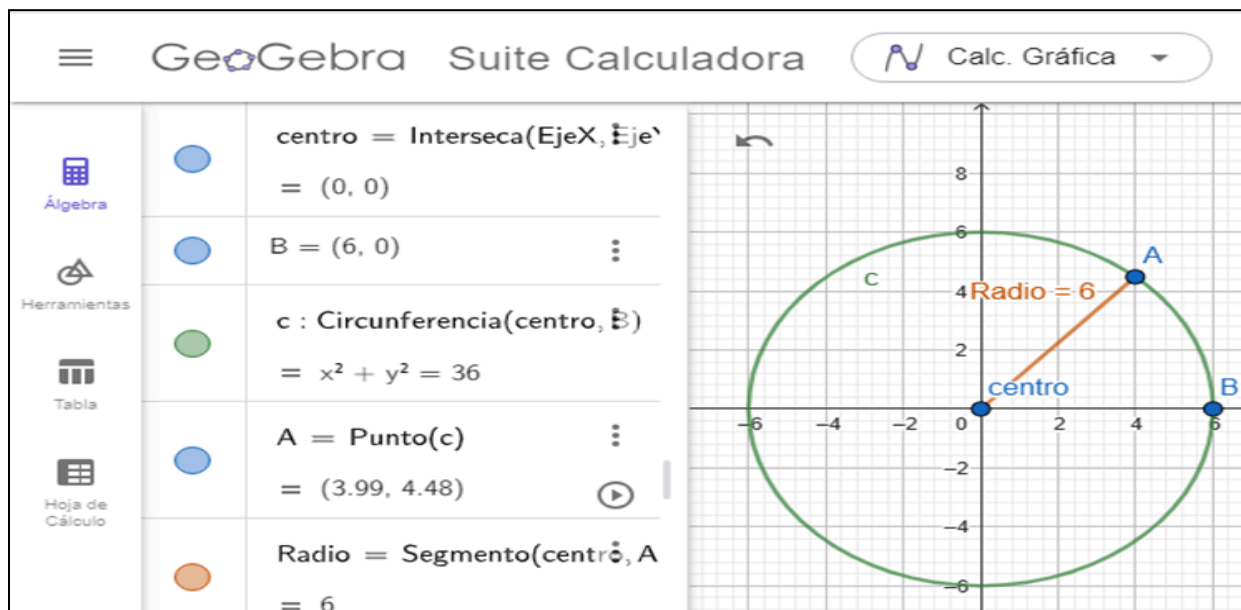 GeoGebra Suite Calculadora Calc. Gráfica
Álgebra
Herramientas
Tabla
Hoja de
Cálculo
centro = Interseca(EjeX, Eje
= (0, 0)
B = (6, 0)
c : Circunferencia(centro, B)
= x² + y² = 36
A = Punto(c)
= (3.99, 4.48)
Radio = Segmento(centro, A
= 6
8
6
4
2
−2
−4
−6
−6 −4 −2 0 2 4 6
c
A
Radio = 6
centro
B